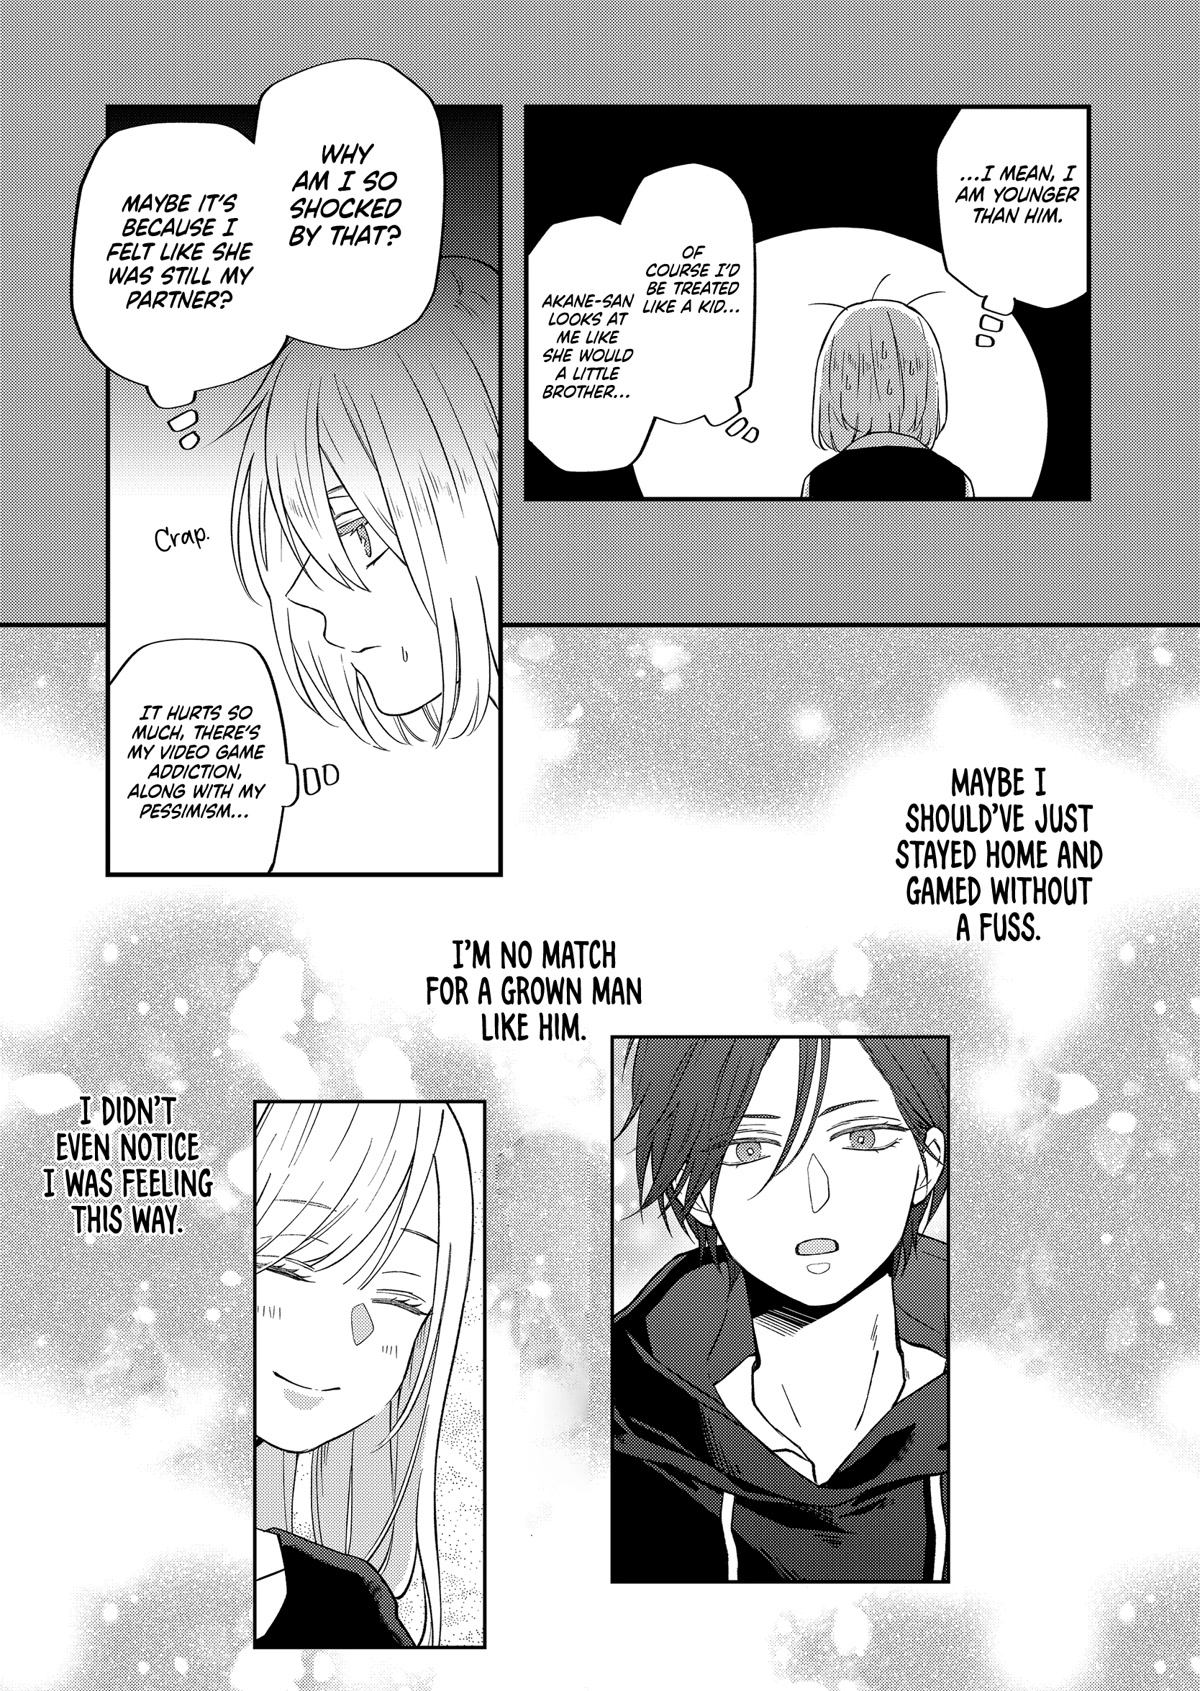 ...I MEAN, I
AM YOUNGER
THAN HIM.
OF
COURSE I'D
BE TREATED
LIKE A KID...
AKANE-SAN
LOOKS AT
ME LIKE
SHE WOULD
A LITTLE
BROTHER...
WHY
AM I SO
SHOCKED
BY THAT?
MAYBE IT'S
BECAUSE I
FELT LIKE SHE
WAS STILL MY
PARTNER?
Crap.
IT HURTS SO
MUCH, THERE'S
MY VIDEO GAME
ADDICTION,
ALONG WITH MY
PESSIMISM...
MAYBE I
SHOULD'VE JUST
STAYED HOME AND
GAMED WITHOUT
A FUSS.
I'M NO MATCH
FOR A GROWN MAN
LIKE HIM.
I DIDN'T
EVEN NOTICE
I WAS FEELING
THIS WAY.